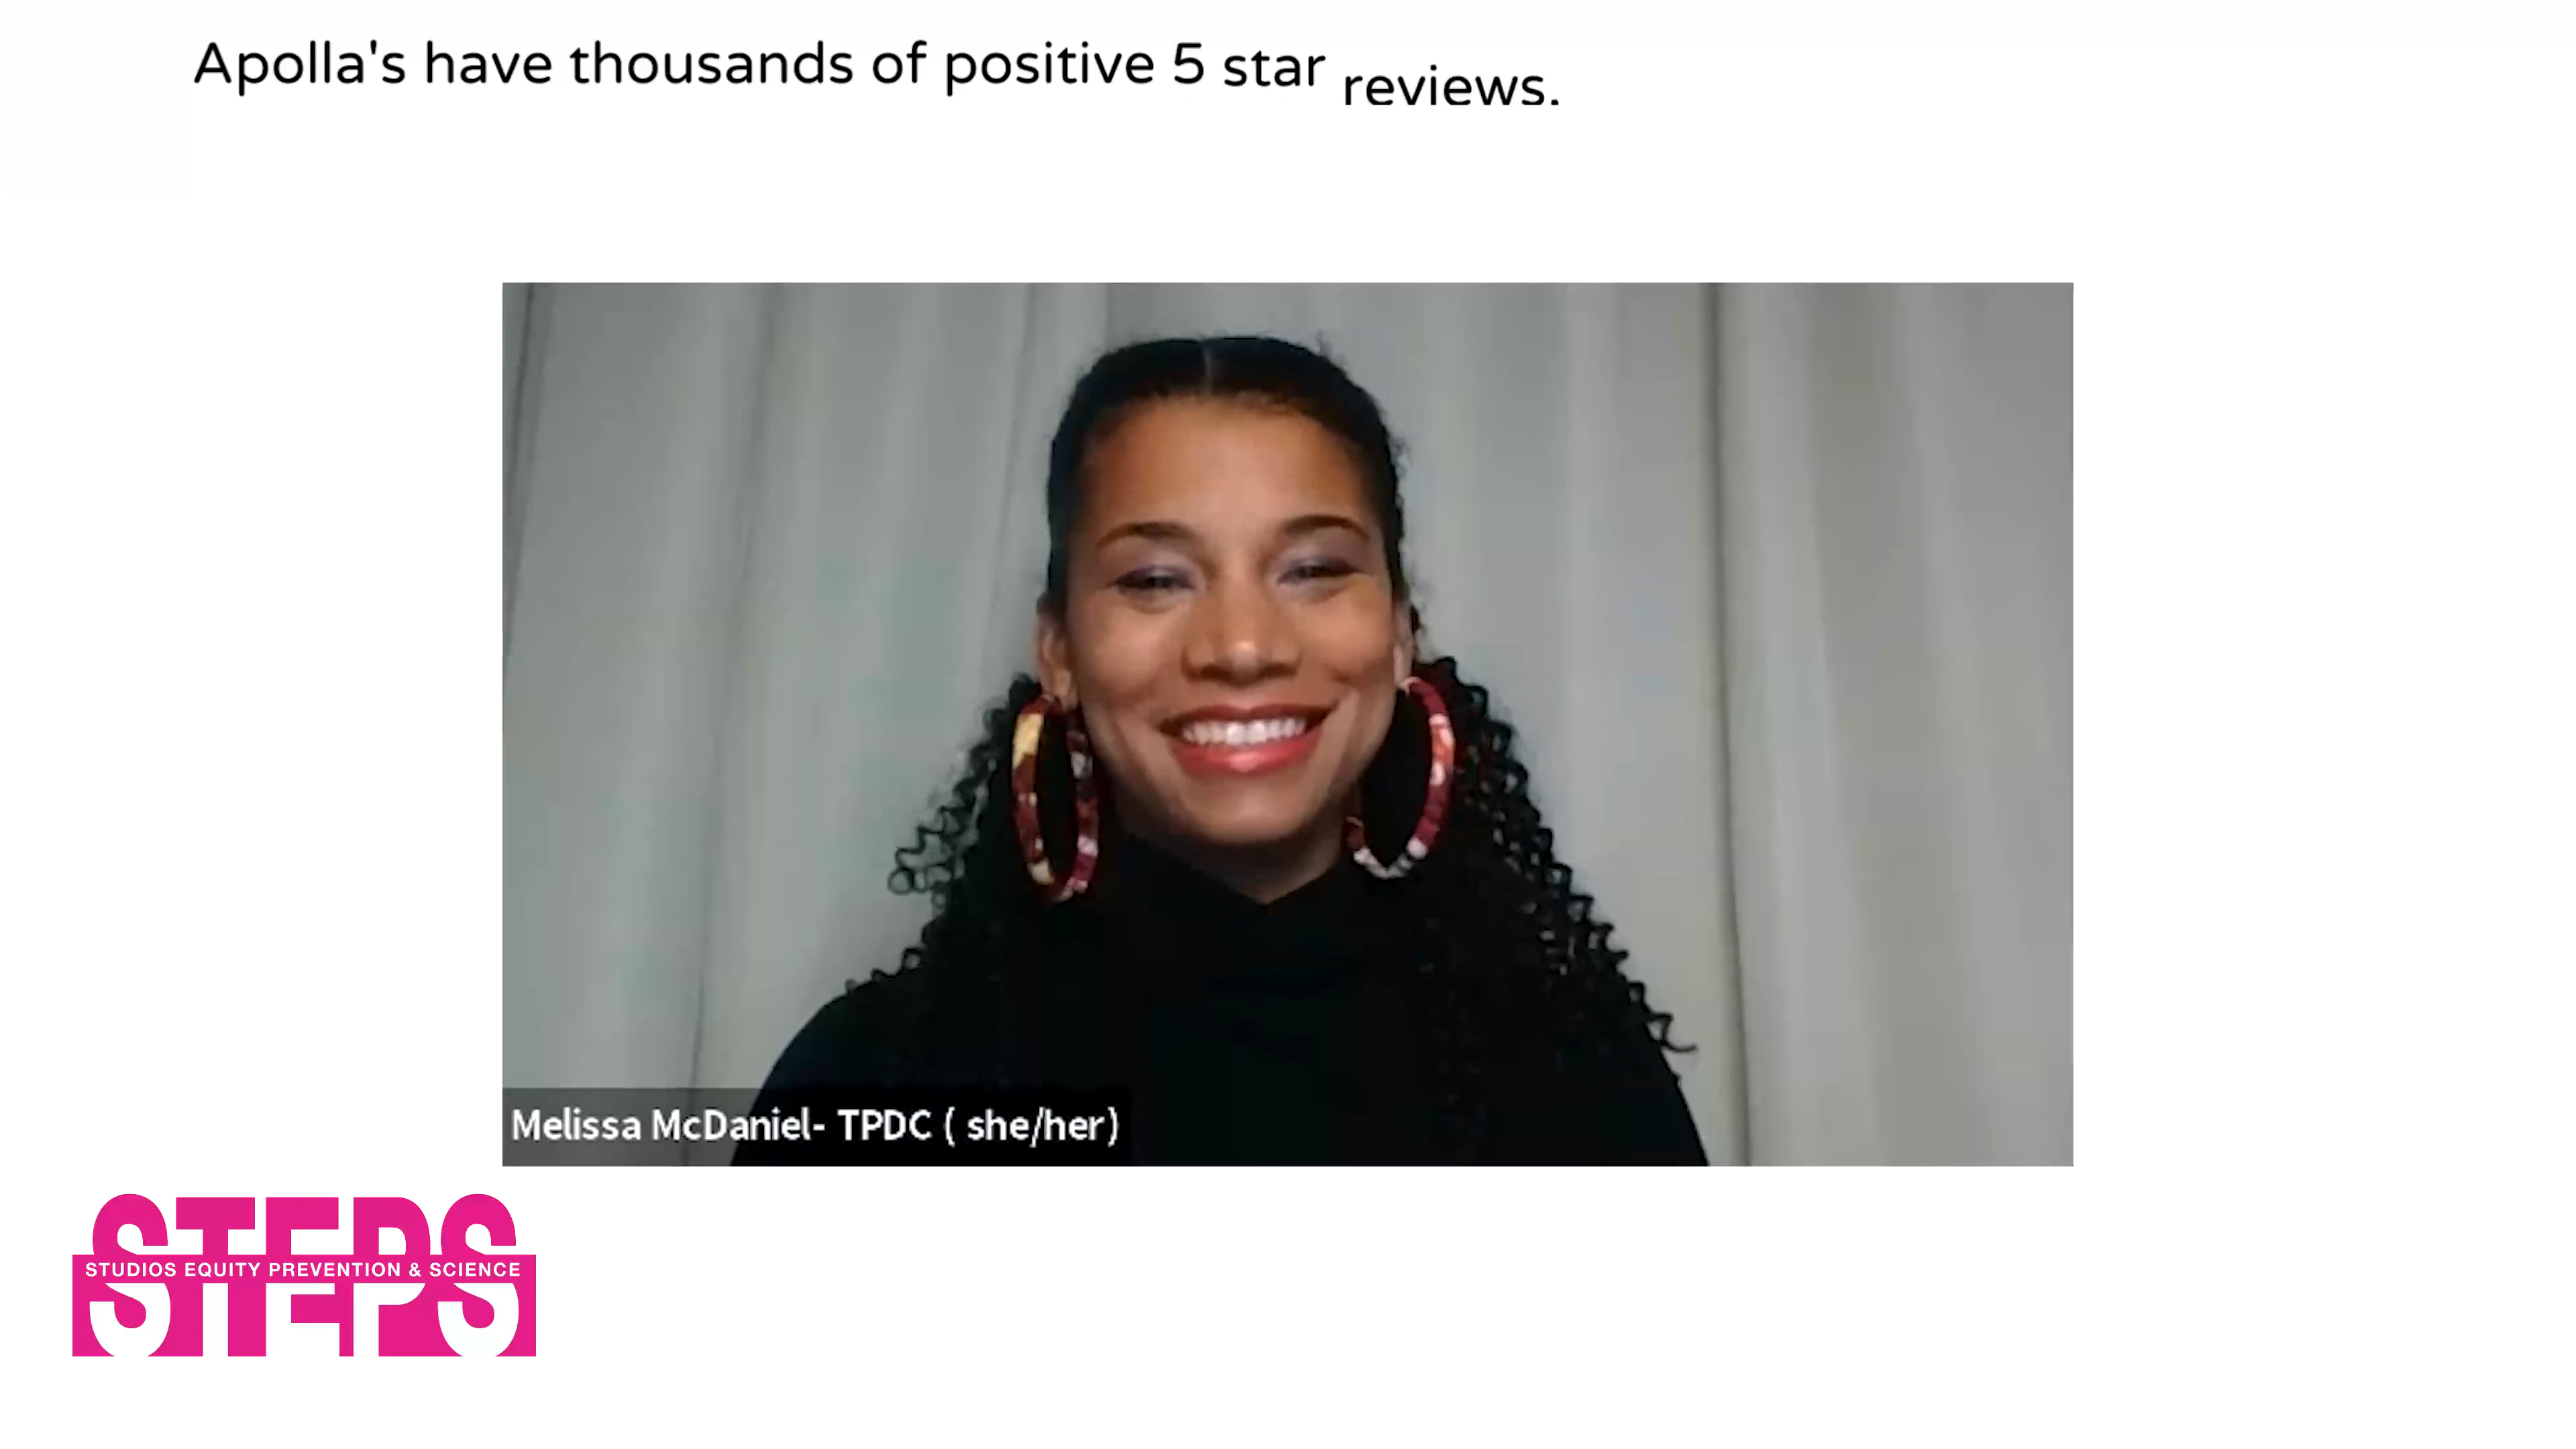 Apolla's have thousands of positive 5 star reviews.
Melissa McDaniel- TPDC ( she/her)
STEPS
STUDIOS EQUITY PREVENTION & SCIENCE